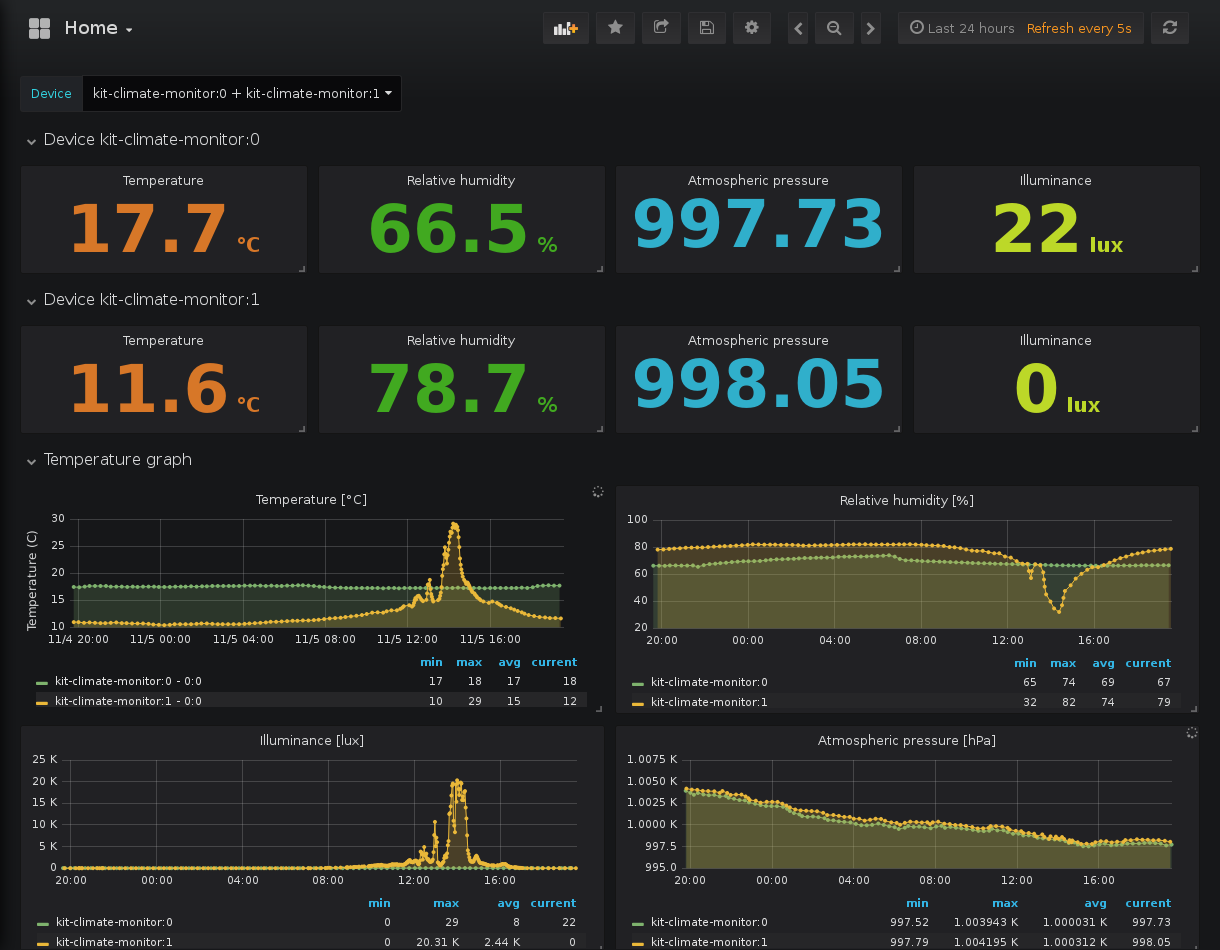 Home
Last 24 hours Refresh every 5s
Device kit-climate-monitor:0 + kit-climate-monitor:1
Device kit-climate-monitor:0
Temperature Relative humidity Atmospheric pressure Illuminance
17.7 °C 66.5 % 997.73 22 lux
Device kit-climate-monitor:1
Temperature Relative humidity Atmospheric pressure Illuminance
11.6 °C 78.7 % 998.05 0 lux
Temperature graph
Temperature [°C]
Temperature (C)
30
25
20
15
10
11/4 20:00 11/5 00:00 11/5 04:00 11/5 08:00 11/5 12:00 11/5 16:00
min max avg current
kit-climate-monitor:0 - 0:0 17 18 17 18
kit-climate-monitor:1 - 0:0 10 29 15 12
Relative humidity [%]
100
80
60
40
20
20:00 00:00 04:00 08:00 12:00 16:00
min max avg current
kit-climate-monitor:0 65 74 69 67
kit-climate-monitor:1 32 82 74 79
Illuminance [lux]
25 K
20 K
15 K
10 K
5 K
0
20:00 00:00 04:00 08:00 12:00 16:00
min max avg current
kit-climate-monitor:0 0 29 8 22
kit-climate-monitor:1 0 20.31 K 2.44 K 0
Atmospheric pressure [hPa]
1.0075 K
1.0050 K
1.0025 K
1.0000 K
997.5
995.0
20:00 00:00 04:00 08:00 12:00 16:00
min max avg current
kit-climate-monitor:0 997.52 1.003943 K 1.000031 K 997.73
kit-climate-monitor:1 997.79 1.004195 K 1.000312 K 998.05